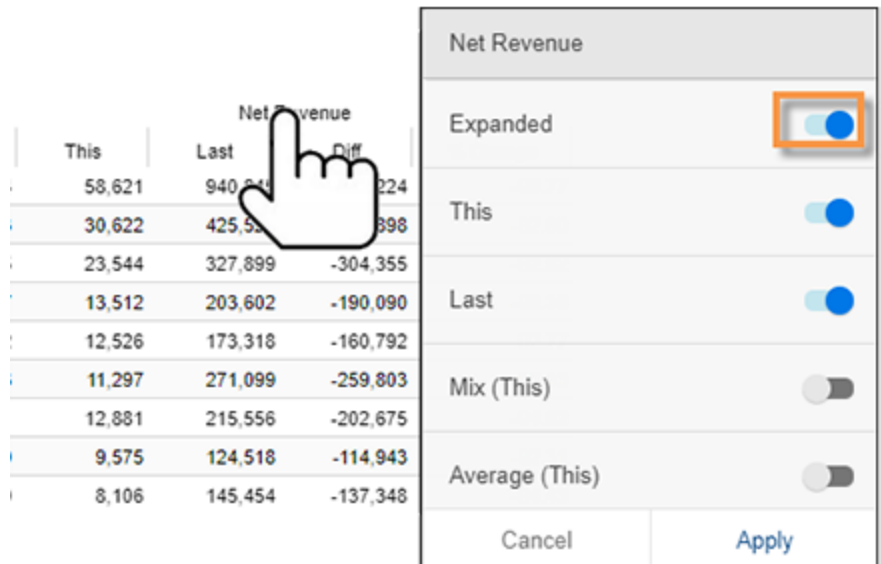 Net Revenue
This Last Diff
58,621
30,622
23,544 327,899 -304,355
13,512 203,602 -190,090
12,526 173,318 -160,792
11,297 271,099 -259,803
12,881 215,556 -202,675
9,575 124,518 -114,943
8,106 145,454 -137,348
Net Revenue
Expanded
This
Last
Mix (This)
Average (This)
Cancel Apply